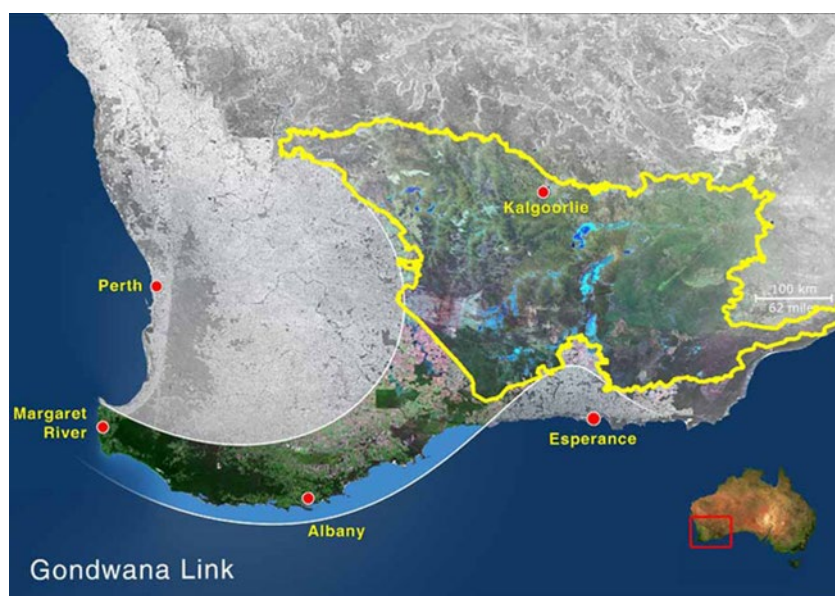 Kalgoorlie
Perth
100 km
62 miles
Margaret
River
Esperance
Albany
Gondwana Link